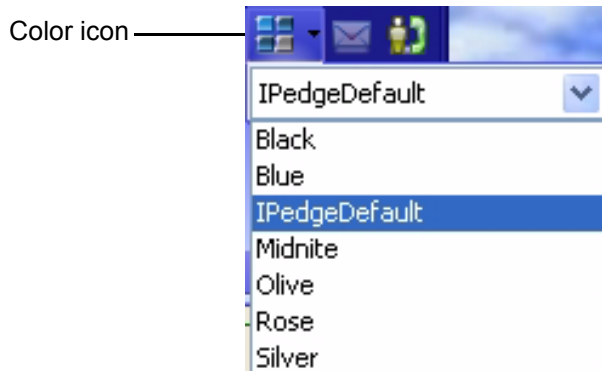 Color icon
IPedgeDefault
Black
Blue
IPedgeDefault
Midnite
Olive
Rose
Silver